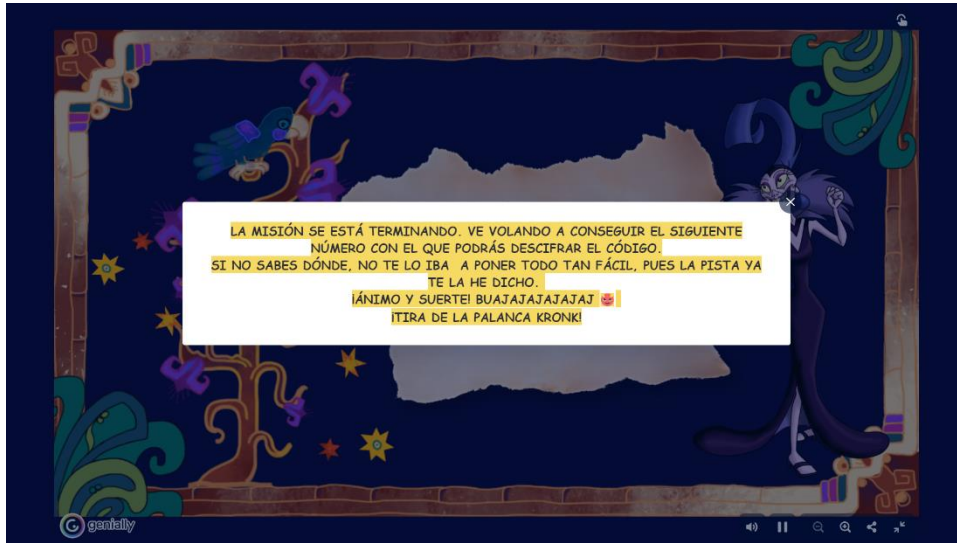 LA MISIÓN SE ESTÁ TERMINANDO. VE VOLANDO A CONSEGUIR EL SIGUIENTE
NÚMERO CON EL QUE PODRÁS DESCIFRAR EL CÓDIGO.
SI NO SABES DÓNDE, NO TE LO IBA A PONER TODO TAN FÁCIL, PUES LA PISTA YA
TE LA HE DICHO.
¡ÁNIMO Y SUERTE! BUAJAJAJAJAJAJ 👹
¡TIRA DE LA PALANCA KRONK!
genially